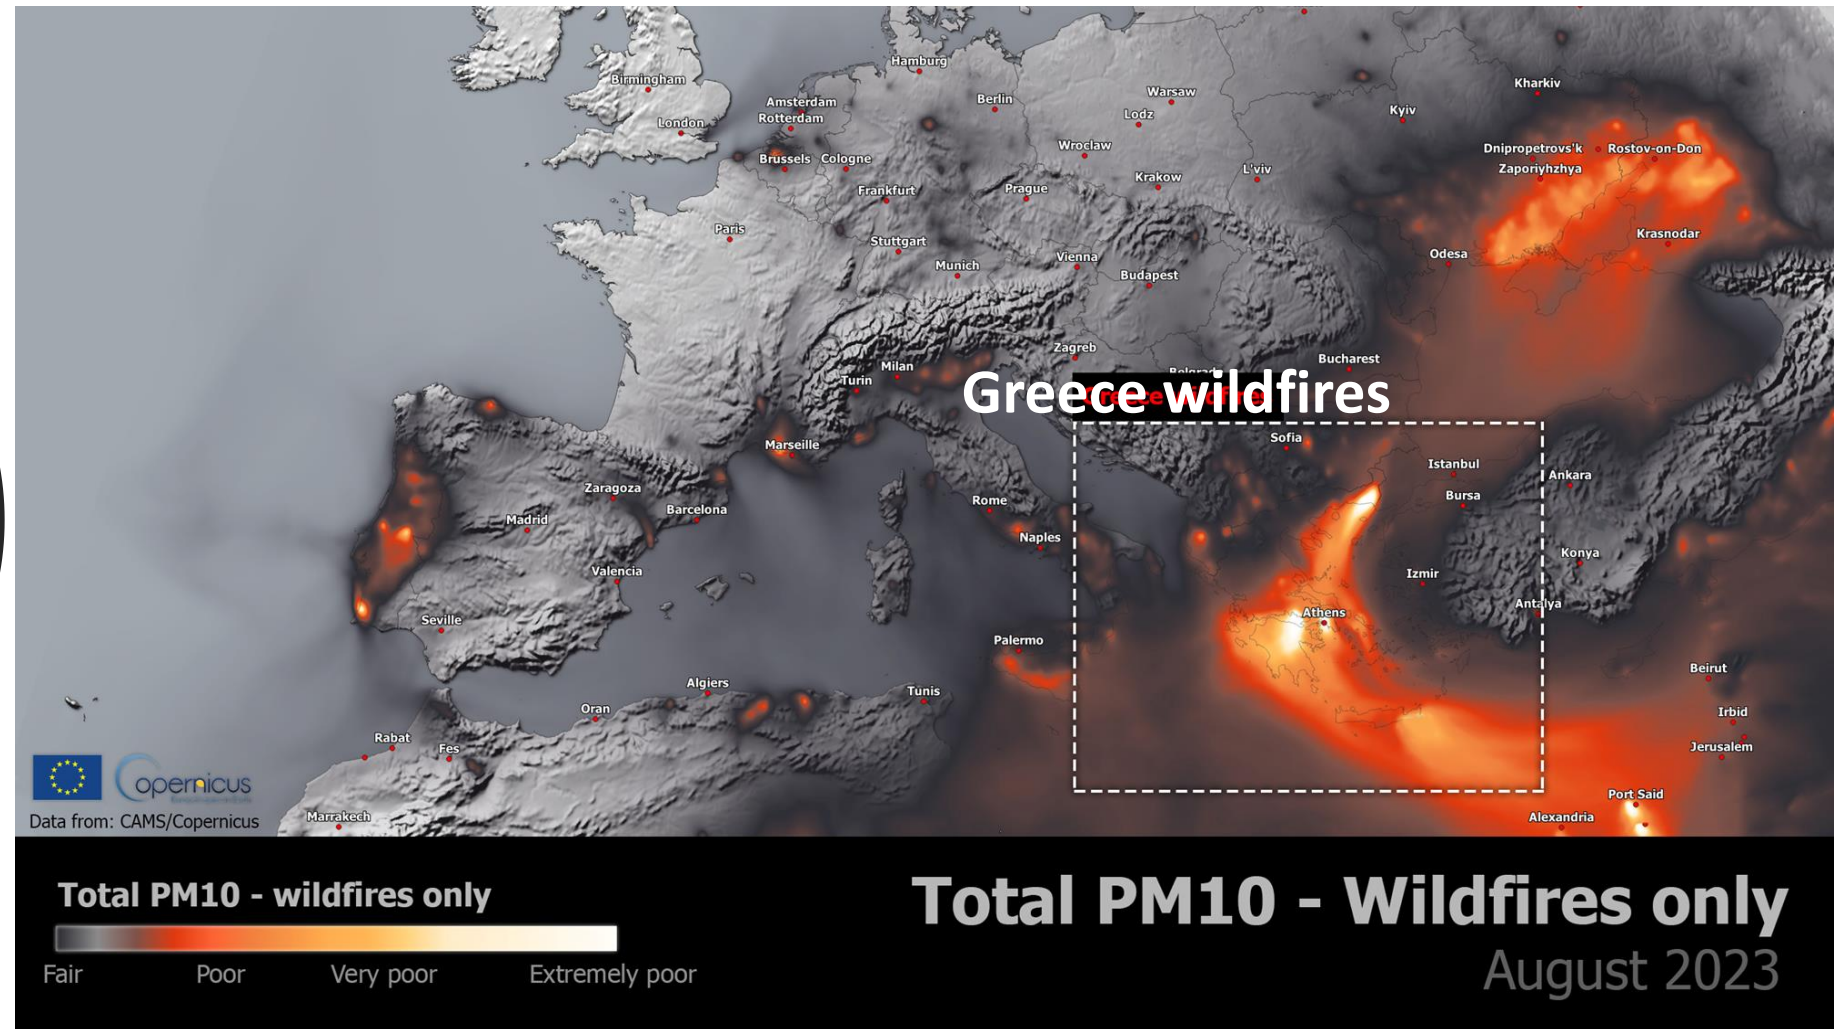 Hamburg
Birmingham
Amsterdam
Berlin
Warsaw
Kharkiv
Rotterdam
Lodz
Kyiv
London
Wroclaw
Dnipropetrovs'k
Rostov-on-Don
Brussels
Cologne
Zaporiyhzhya
Frankfurt
Prague
Krakow
L'viv
Paris
Stuttgart
Krasnodar
Munich
Vienna
Odesa
Budapest
Zagreb
Bucharest
Milan
Turin
Greece wildfires
Marseille
Sofia
Istanbul
Ankara
Zaragoza
Bursa
Rome
Barcelona
Madrid
Naples
Konya
Valencia
Izmir
Antalya
Seville
Athens
Palermo
Beirut
Algiers
Tunis
Oran
Irbid
Rabat
Fes
Jerusalem
Port Said
Marrakech
Alexandria
Copernicus
Data from: CAMS/Copernicus
Total PM10 - wildfires only
Fair Poor Very poor Extremely poor
Total PM10 - Wildfires only
August 2023